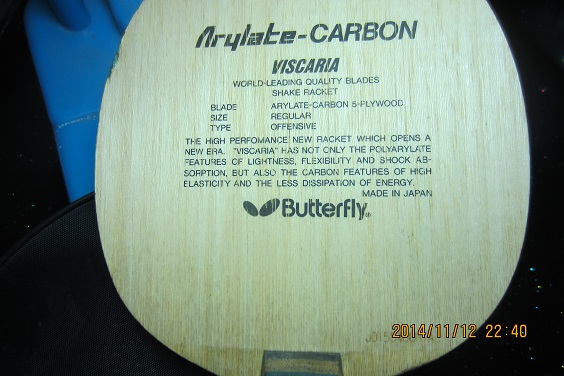 Arylate-CARBON
VISCARIA
WORLD-LEADING QUALITY BLADES
SHAKE RACKET
BLADE ARYLATE-CARBON 5-PLYWOOD
SIZE REGULAR
TYPE OFFENSIVE
THE HIGH PERFOMANCE NEW RACKET WHICH OPENS A
NEW ERA. "VISCARIA" HAS NOT ONLY THE POLYARYLATE
FEATURES OF LIGHTNESS, FLEXIBILITY AND SHOCK AB-
SORPTION, BUT ALSO THE CARBON FEATURES OF HIGH
ELASTICITY AND THE LESS DISSIPATION OF ENERGY.
MADE IN JAPAN
Butterfly®
2014/11/12 22:40